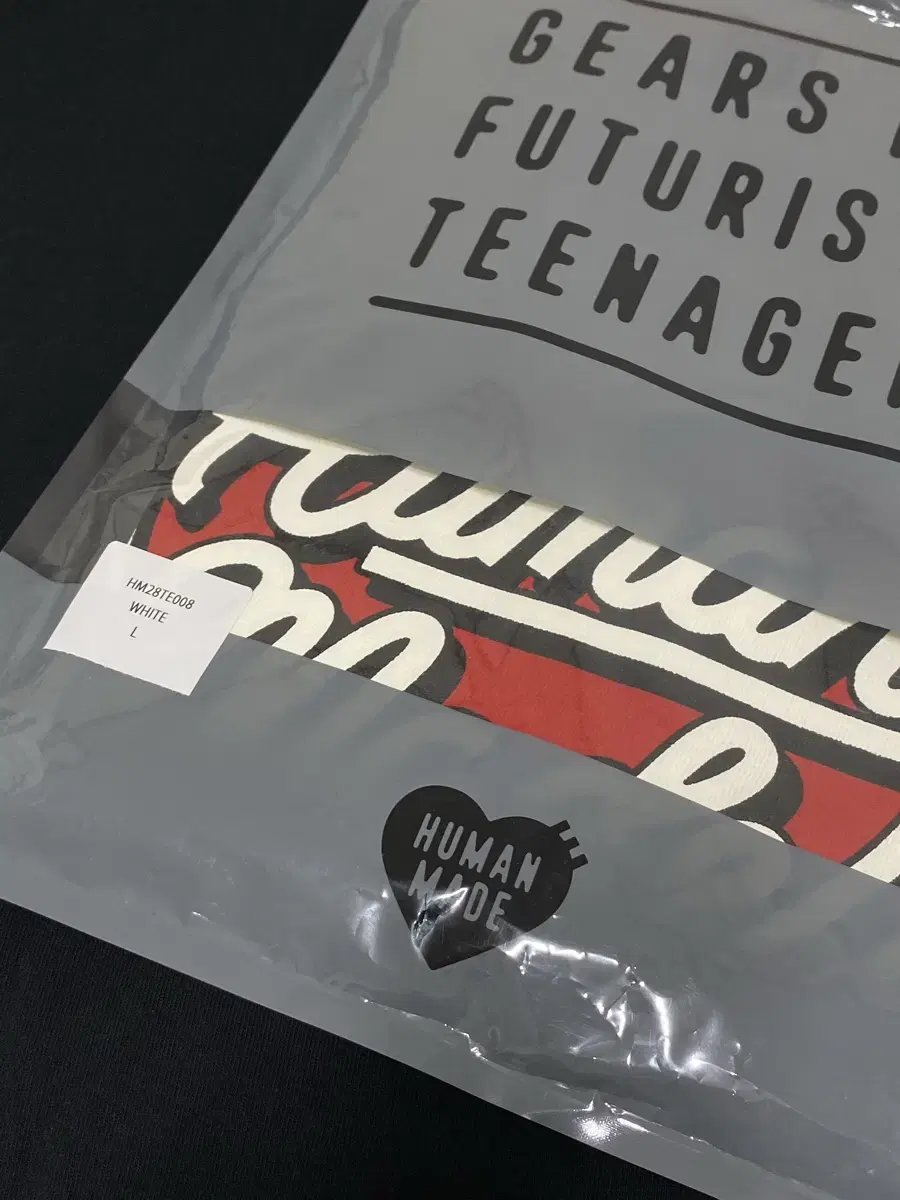 GEARS
FUTURIS
TEENAGE
HM28TE008
WHITE
L
HUMAN
MADE